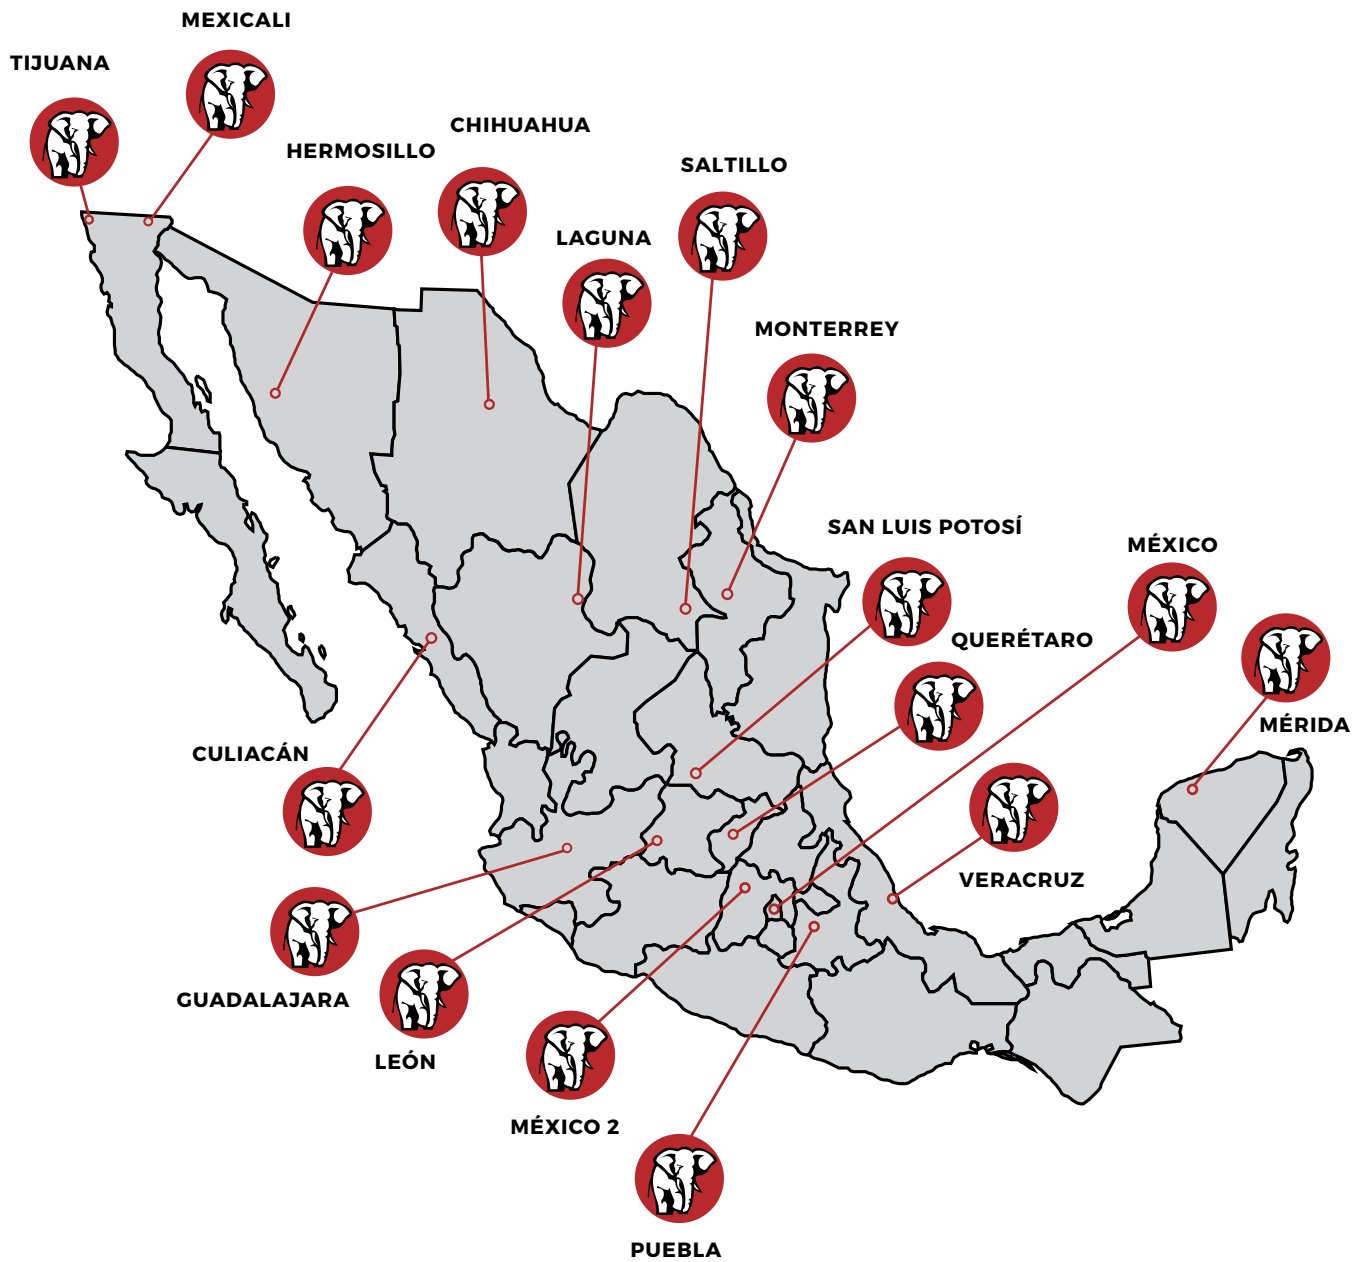 MEXICALI
TIJUANA
CHIHUAHUA
HERMOSILLO
SALTILLO
LAGUNA
MONTERREY
SAN LUIS POTOSÍ
MÉXICO
QUERÉTARO
MÉRIDA
CULIACÁN
VERACRUZ
GUADALAJARA
LEÓN
MÉXICO 2
PUEBLA